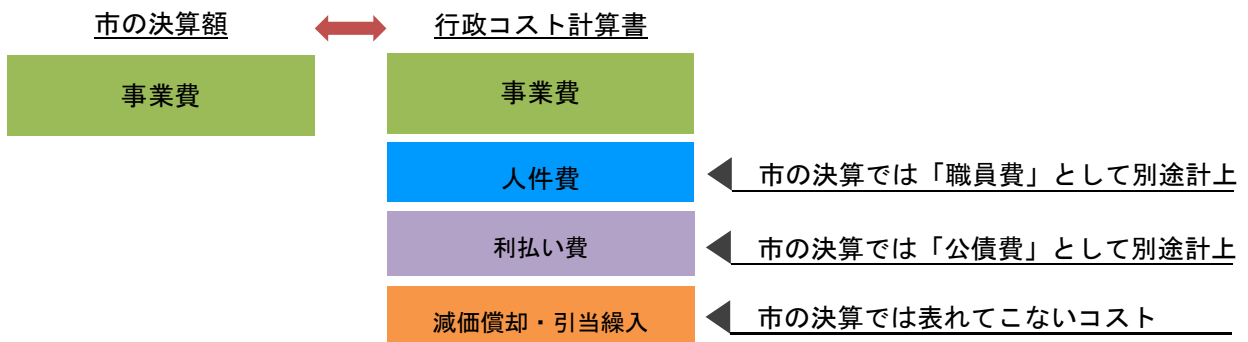 市の決算額
行政コスト計算書
事業費
事業費
人件費
市の決算では「職員費」として別途計上
利払い費
市の決算では「公債費」として別途計上
減価償却・引当繰入
市の決算では表れてこないコスト